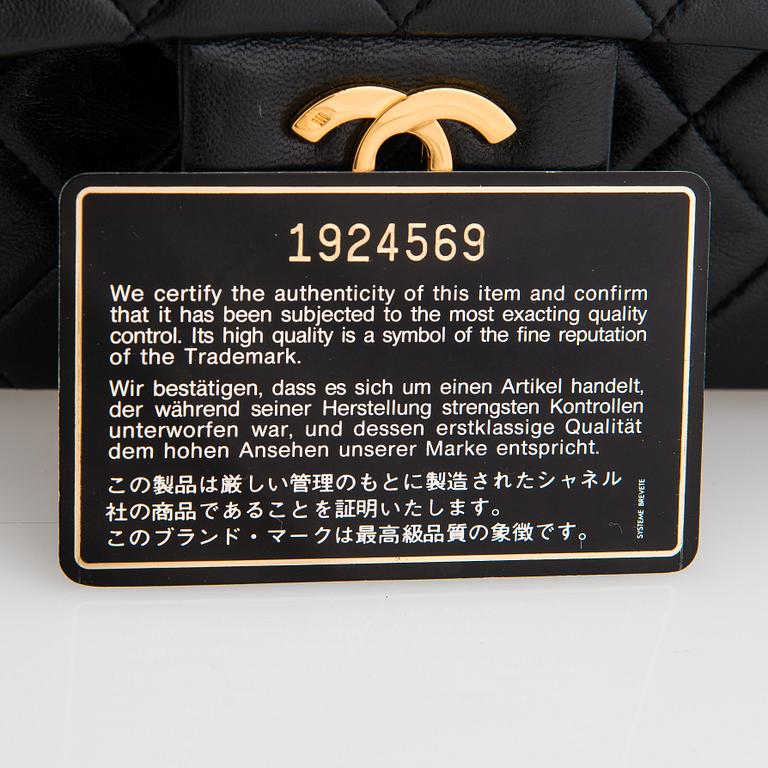 1924569
We certify the authenticity of this item and confirm
that it has been subjected to the most exacting quality
control. Its high quality is a symbol of the fine reputation
of the Trademark.
Wir bestätigen, dass es sich um einen Artikel handelt,
der während seiner Herstellung strengsten Kontrollen
unterworfen war, und dessen erstklassige Qualität
dem hohen Ansehen unserer Marke entspricht.
この製品は厳しい管理のもとに製造されたシャネル
社の商品であることを証明いたします。
このブランド・マークは最高級品質の象徴です。
SYSTEME BREVETE